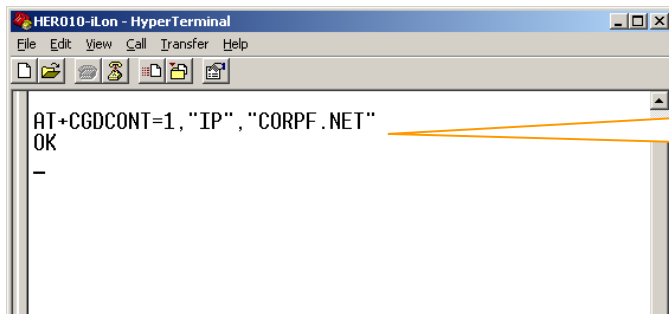 HER010-iLon - HyperTerminal
File Edit View Call Transfer Help
AT+CGDCONT=1,"IP","CORPF.NET"
OK